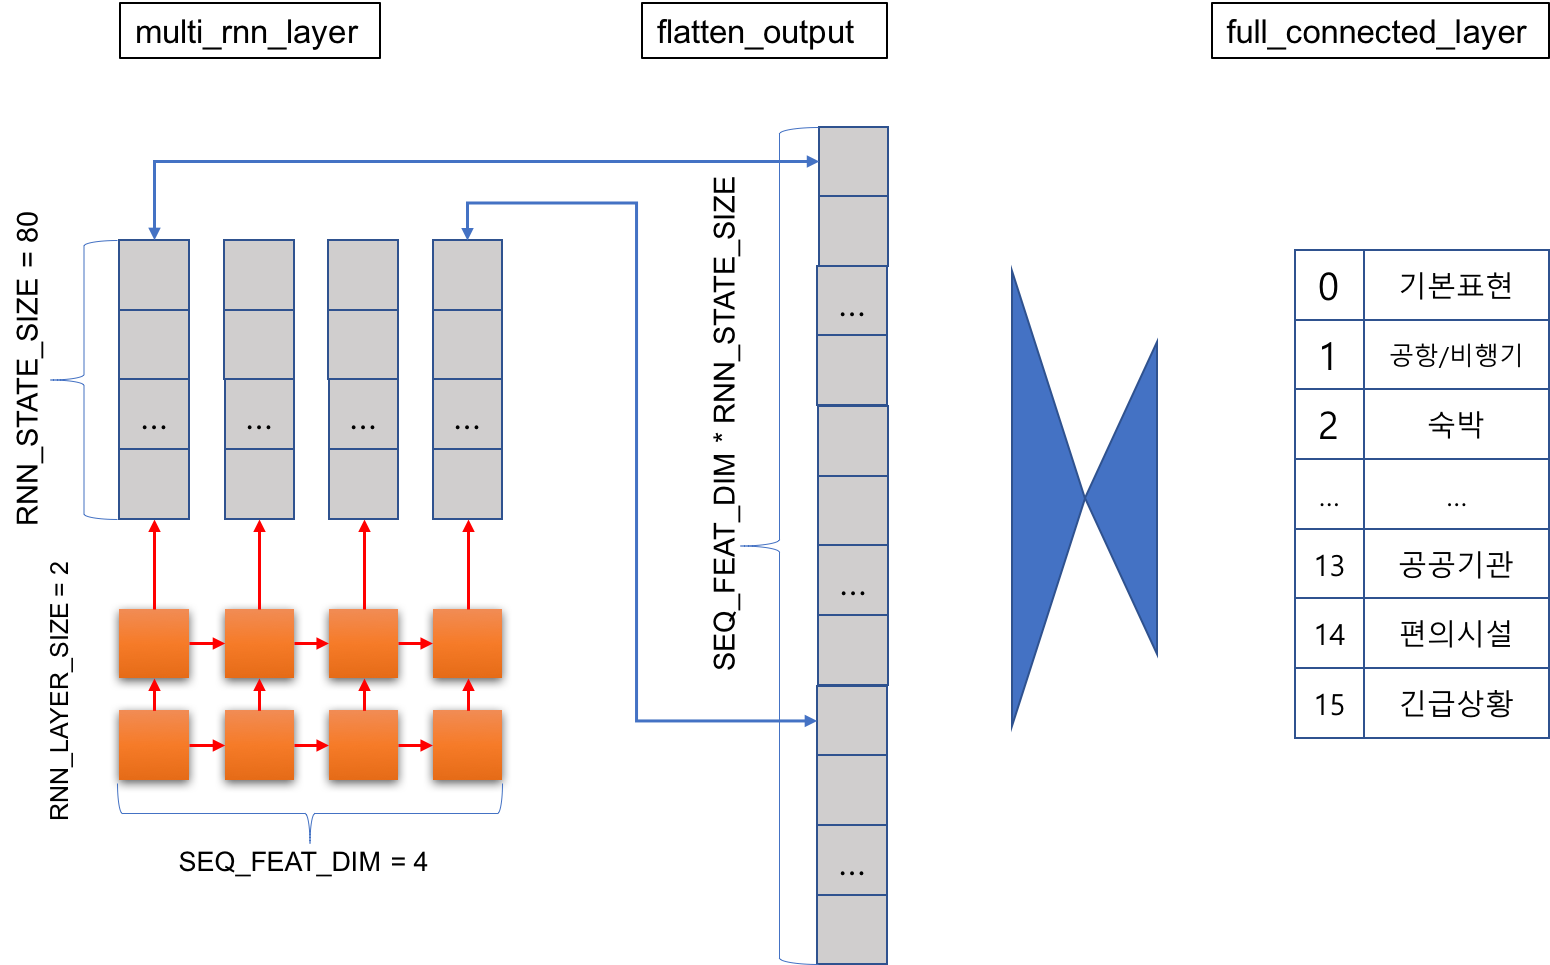 multi_rnn_layer
flatten_output
full_connected_layer
RNN_STATE_SIZE = 80
... ... ... ...
RNN_LAYER_SIZE = 2
SEQ_FEAT_DIM = 4
SEQ_FEAT_DIM * RNN_STATE_SIZE
...
...
...
0 기본표현
1 공항/비행기
2 숙박
... ...
13 공공기관
14 편의시설
15 긴급상황